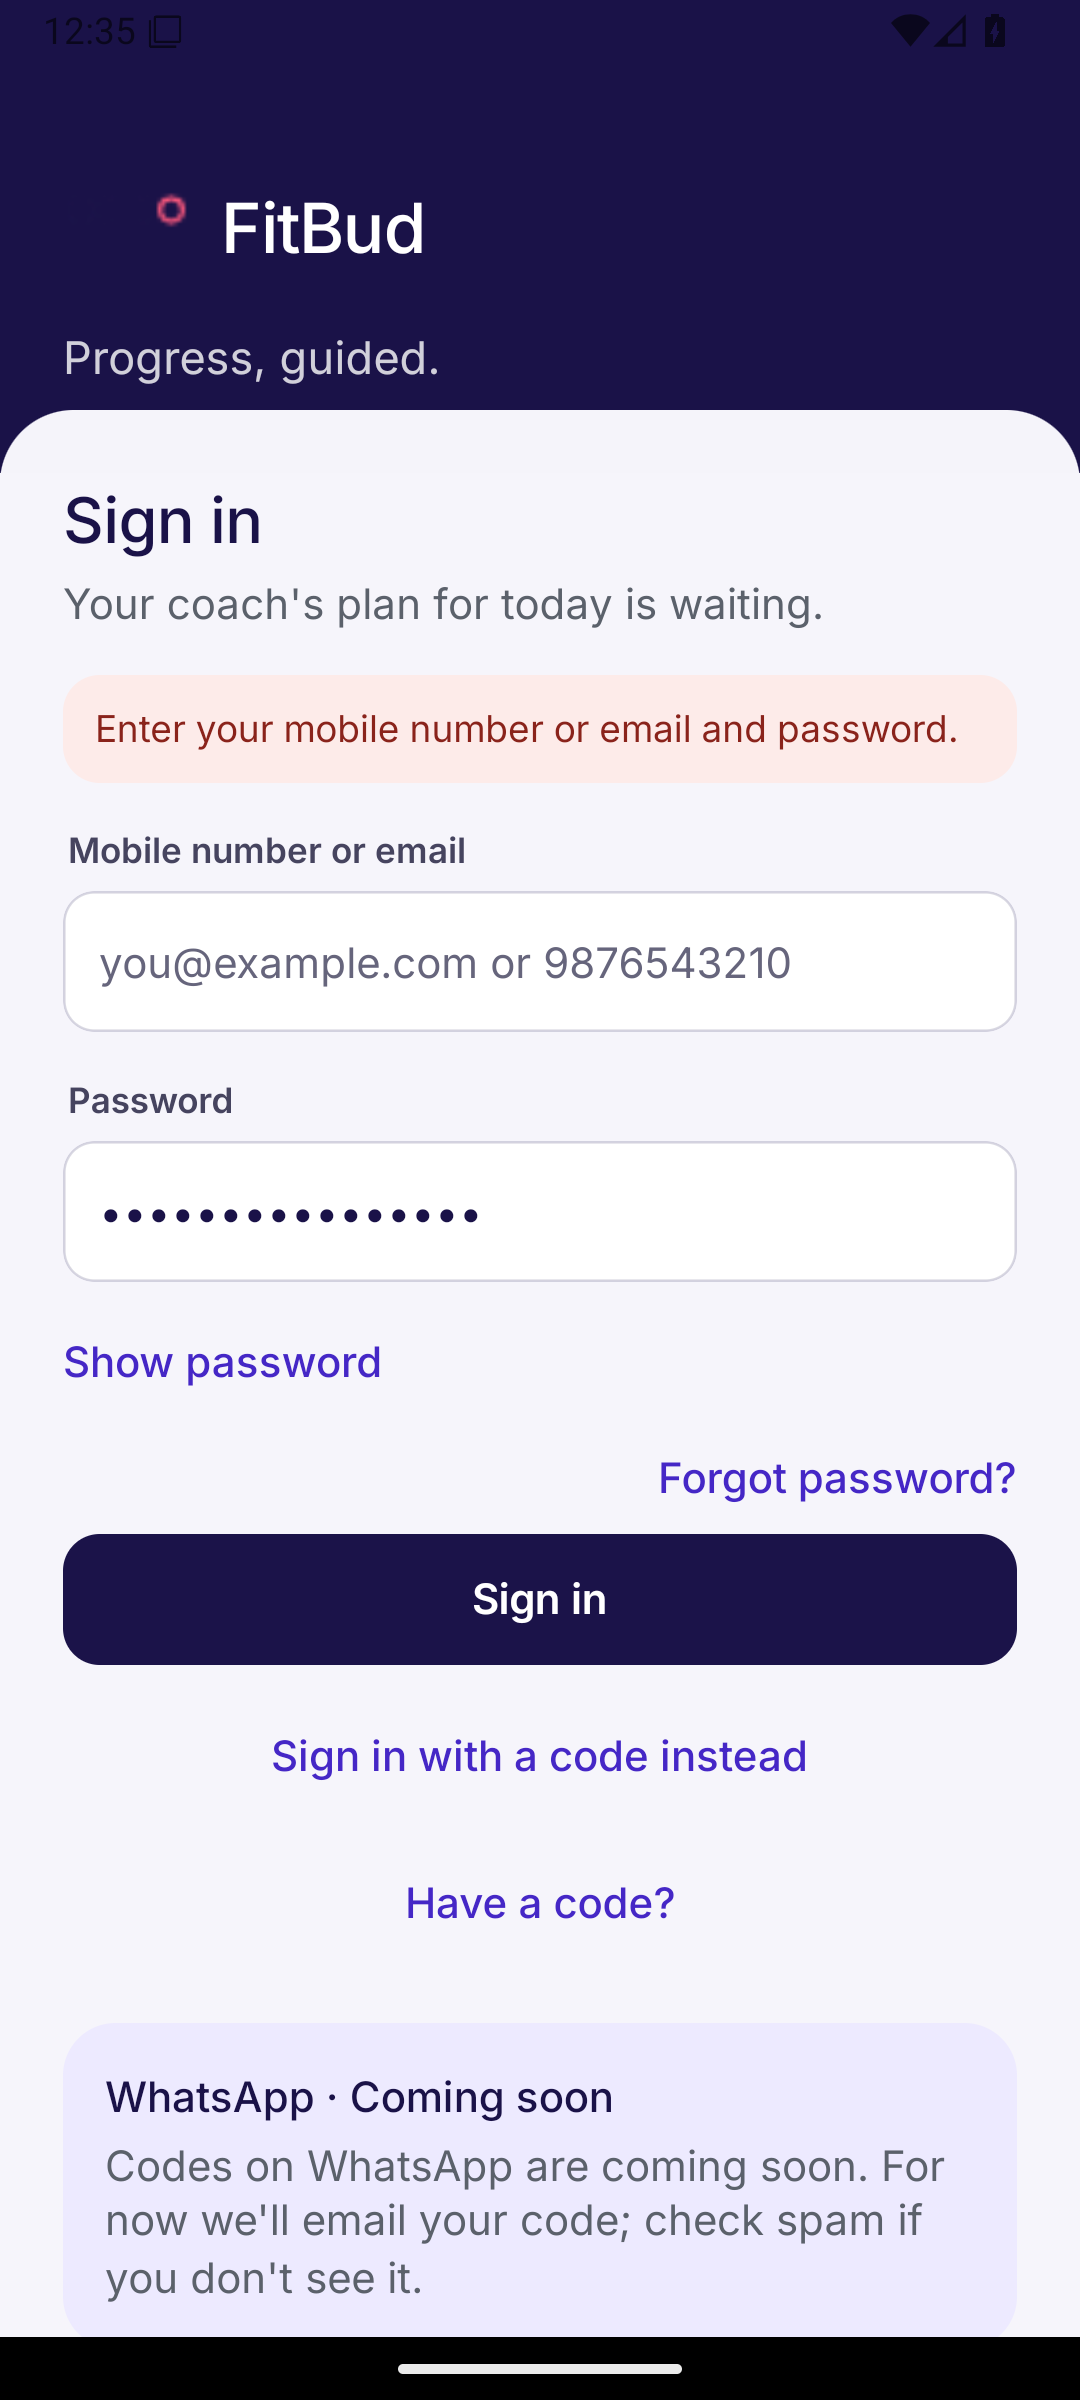 12:35
FitBud
Progress, guided.
Sign in
Your coach's plan for today is waiting.
Enter your mobile number or email and password.
Mobile number or email
you@example.com or 9876543210
Password
••••••••••••••••
Show password
Forgot password?
Sign in
Sign in with a code instead
Have a code?
WhatsApp · Coming soon
Codes on WhatsApp are coming soon. For
now we'll email your code; check spam if
you don't see it.